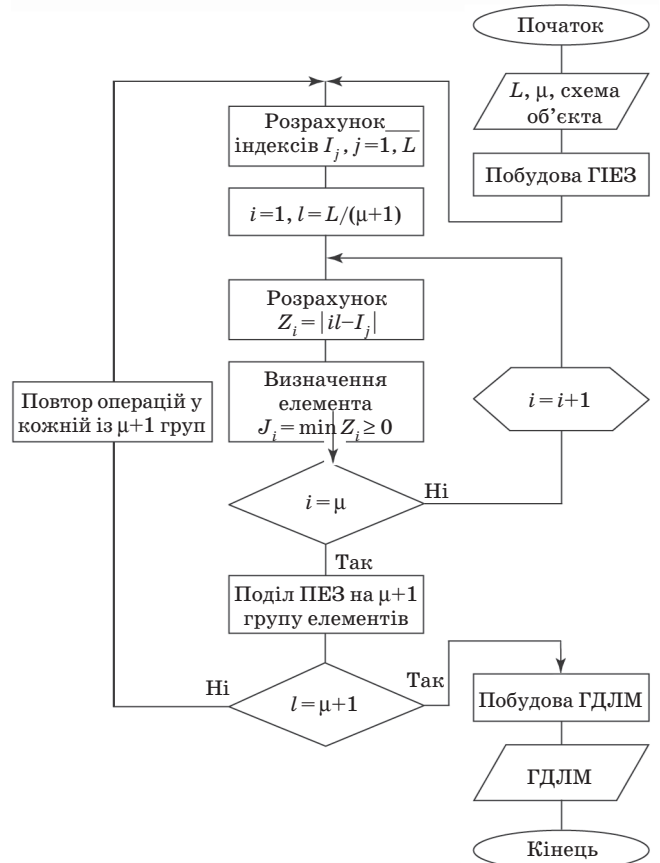 Початок
L, μ, схема
об’єкта
Побудова ГІЕЗ
Розрахунок
індексів I_j, j=1, L
i=1, l=L/(μ+1)
Розрахунок
Z_i=|il–I_j|
Визначення
елемента
J_i=min Z_i≥0
Повтор операцій у
кожній із μ+1 груп
i=i+1
i=μ
Ні
Так
Поділ ПЕЗ на μ+1
групу елементів
Ні
l=μ+1
Так
Побудова ГДЛМ
ГДЛМ
Кінець